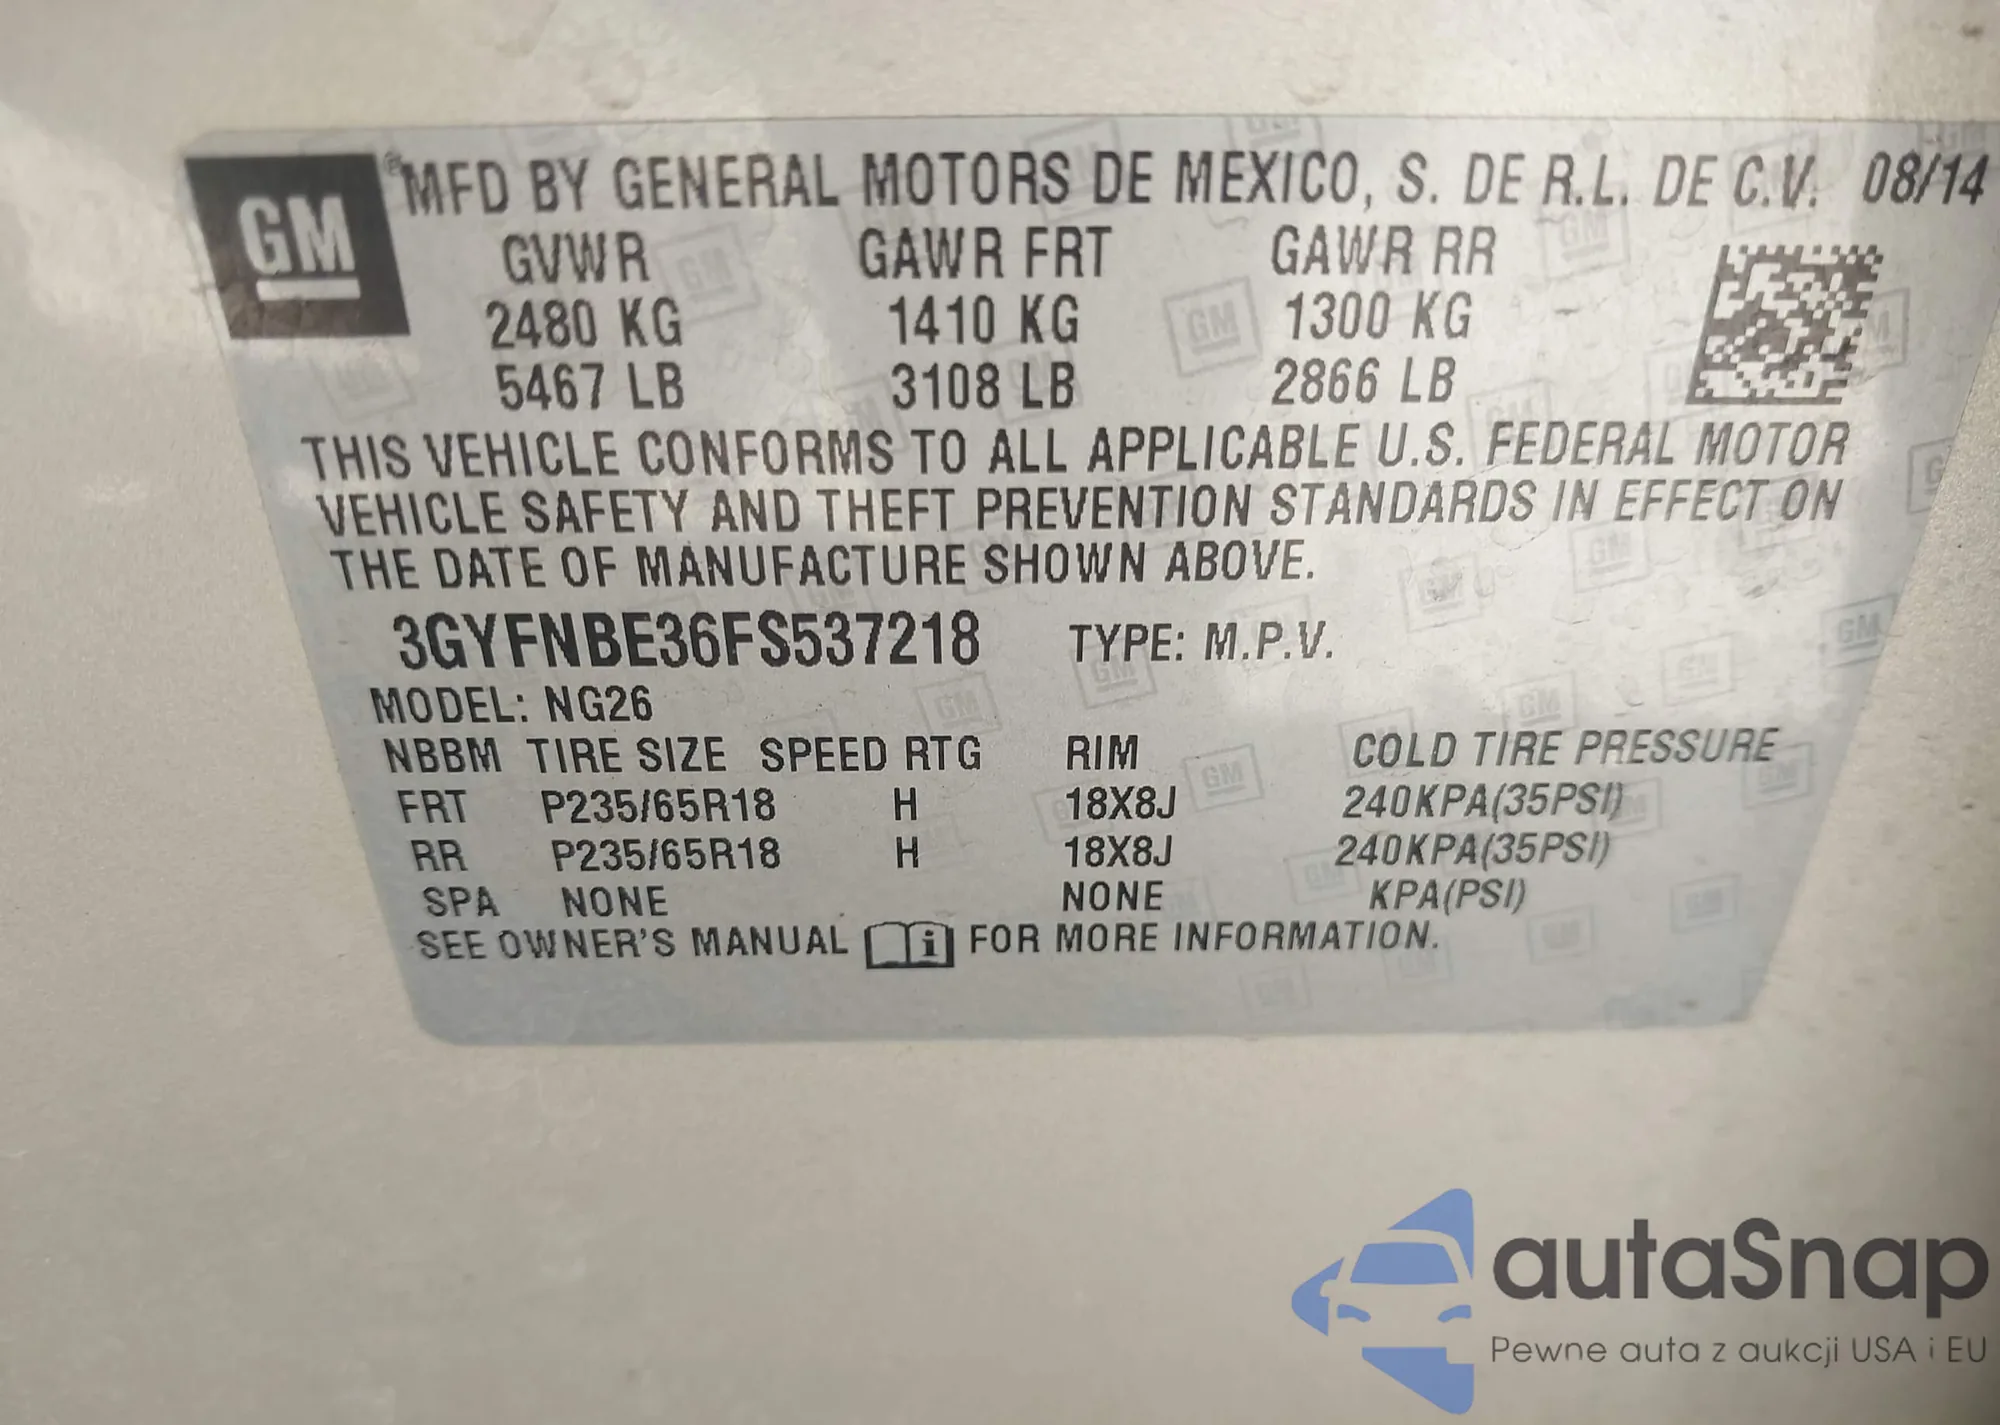 GM ® MFD BY GENERAL MOTORS DE MEXICO, S. DE R.L. DE C.V. 08/14
GVWR GAWR FRT GAWR RR
2480 KG 1410 KG 1300 KG
5467 LB 3108 LB 2866 LB
THIS VEHICLE CONFORMS TO ALL APPLICABLE U.S. FEDERAL MOTOR
VEHICLE SAFETY AND THEFT PREVENTION STANDARDS IN EFFECT ON
THE DATE OF MANUFACTURE SHOWN ABOVE.
3GYFNBE36FS537218 TYPE: M.P.V.
MODEL: NG26
NBBM TIRE SIZE SPEED RTG RIM COLD TIRE PRESSURE
FRT P235/65R18 H 18X8J 240KPA(35PSI)
RR P235/65R18 H 18X8J 240KPA(35PSI)
SPA NONE NONE KPA(PSI)
SEE OWNER'S MANUAL i FOR MORE INFORMATION.
autaSnap
Pewne auta z aukcji USA i EU